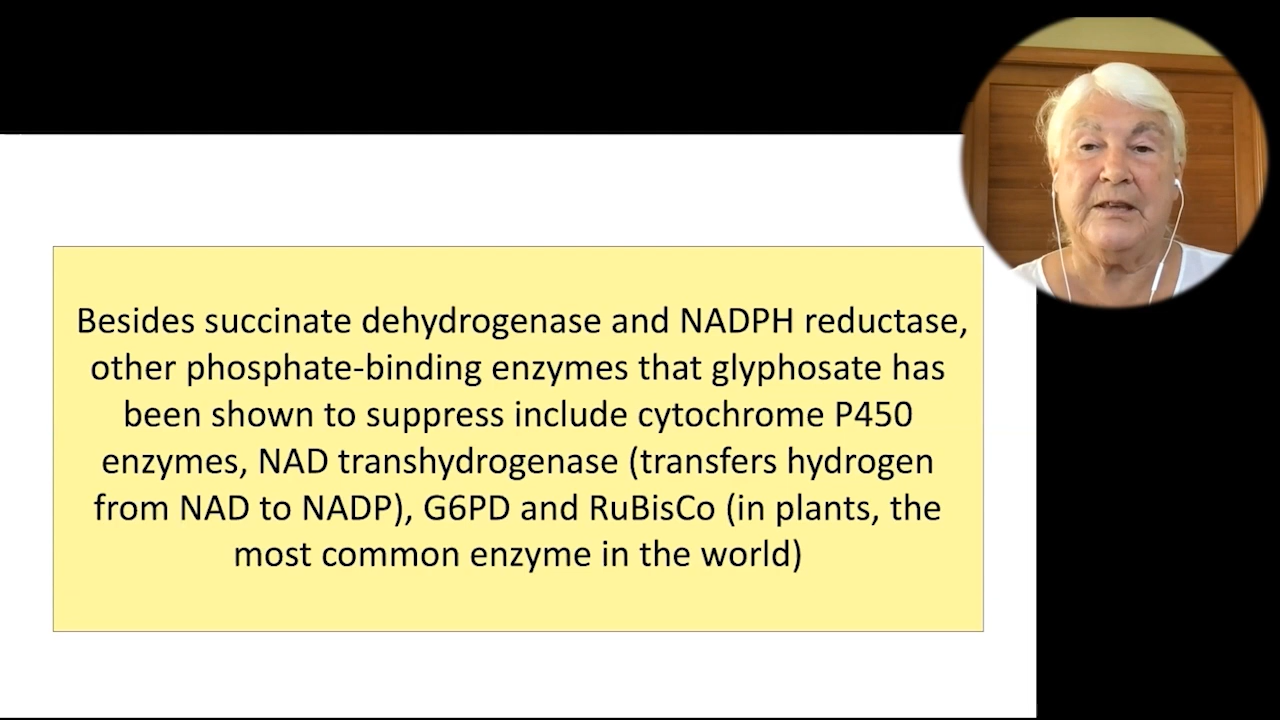 Besides succinate dehydrogenase and NADPH reductase,
other phosphate-binding enzymes that glyphosate has
been shown to suppress include cytochrome P450
enzymes, NAD transhydrogenase (transfers hydrogen
from NAD to NADP), G6PD and RuBisCo (in plants, the
most common enzyme in the world)